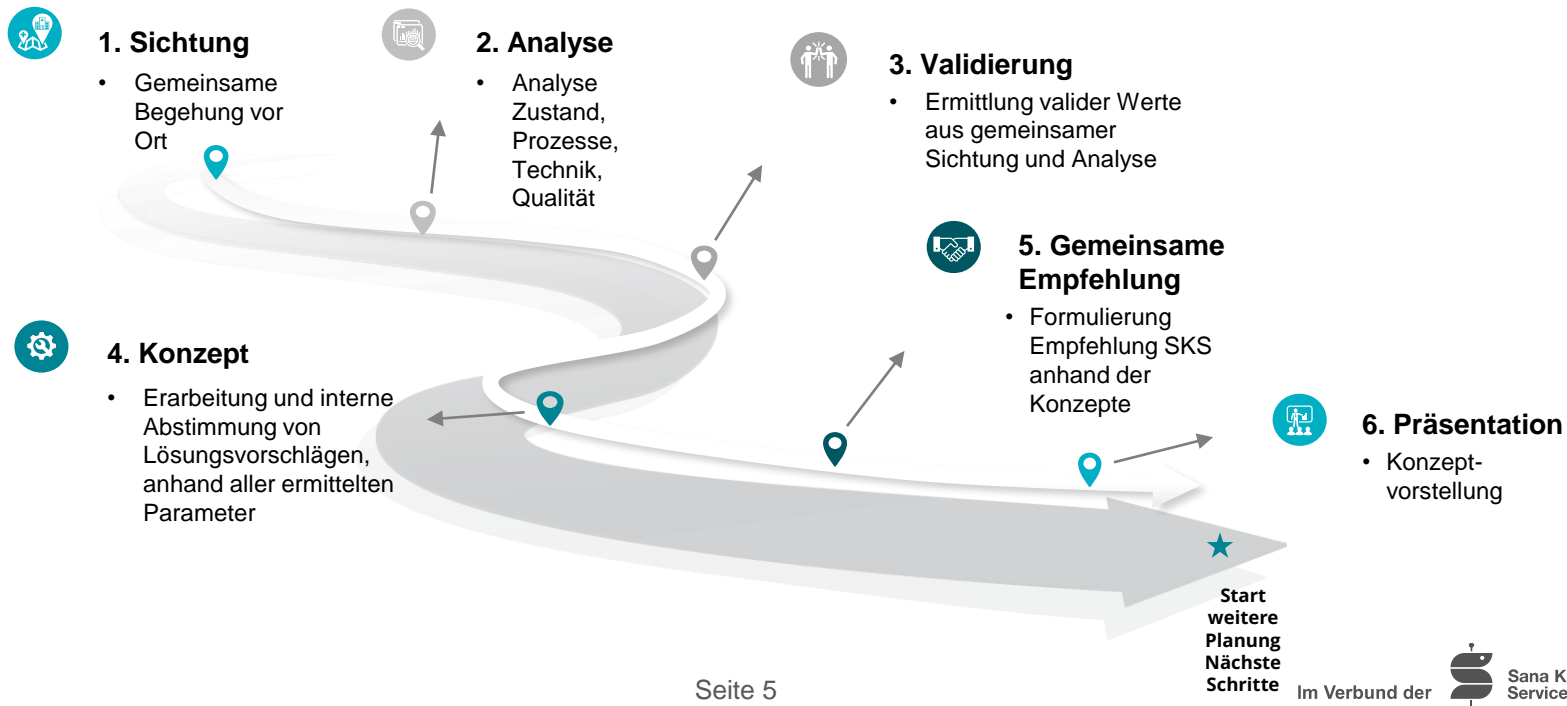 1. Sichtung
• Gemeinsame
Begehung vor
Ort
2. Analyse
• Analyse
Zustand,
Prozesse,
Technik,
Qualität
3. Validierung
• Ermittlung valider Werte
aus gemeinsamer
Sichtung und Analyse
4. Konzept
• Erarbeitung und interne
Abstimmung von
Lösungsvorschlägen,
anhand aller ermittelten
Parameter
5. Gemeinsame
Empfehlung
• Formulierung
Empfehlung SKS
anhand der
Konzepte
6. Präsentation
• Konzept-
vorstellung
Start
weitere
Planung
Nächste
Schritte
Seite 5
Im Verbund der
Sana K
Service